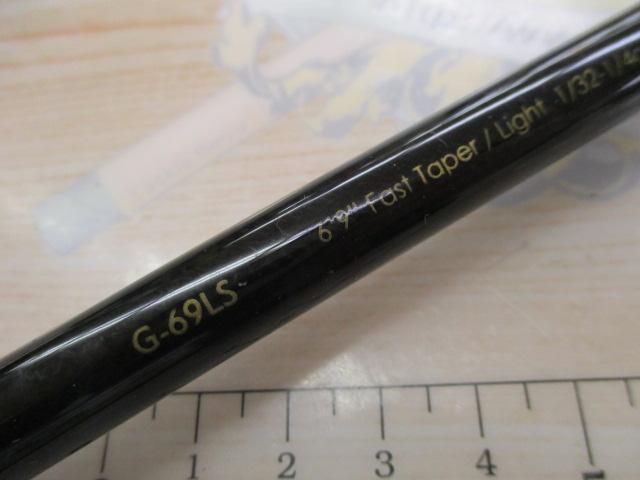 G-69LS
6'9" Fast Taper / Light 1/32-1/4
1 2 3 4